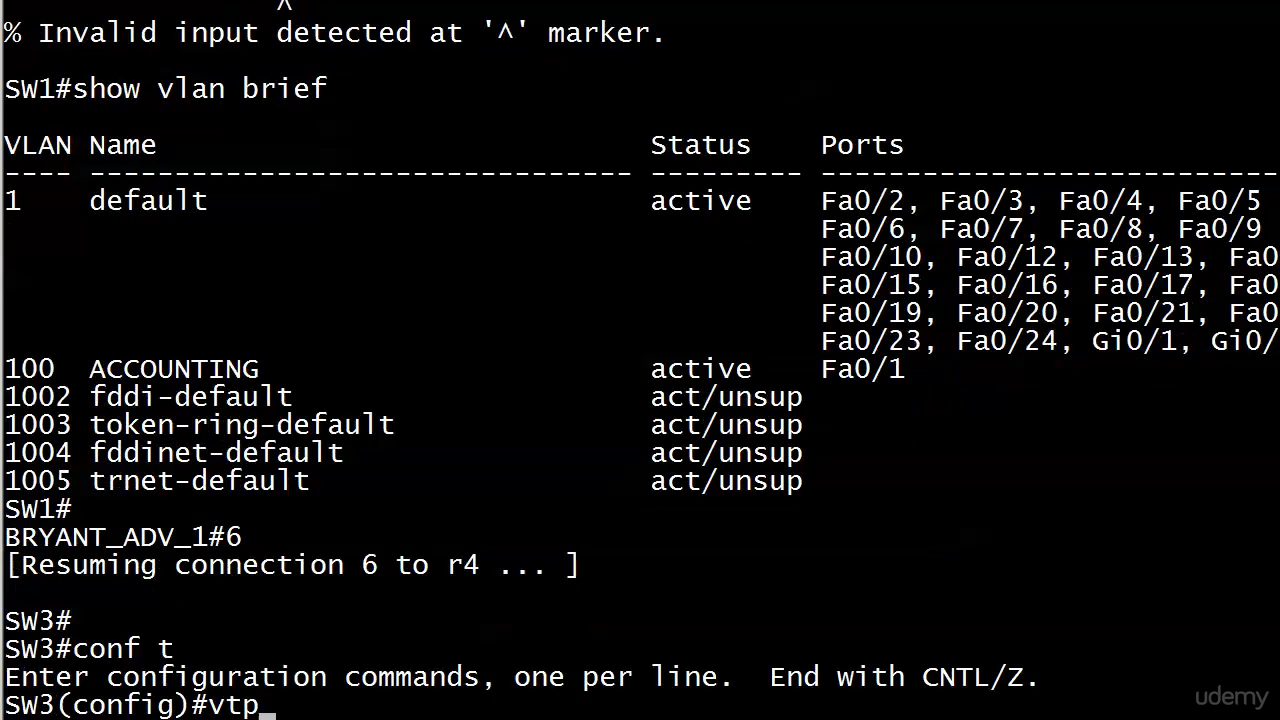 ^
% Invalid input detected at '^' marker.
SW1#show vlan brief
VLAN Name                             Status    Ports
---- -------------------------------- --------- ---------------------------
1    default                          active    Fa0/2, Fa0/3, Fa0/4, Fa0/5
Fa0/6, Fa0/7, Fa0/8, Fa0/9
Fa0/10, Fa0/12, Fa0/13, Fa0
Fa0/15, Fa0/16, Fa0/17, Fa0
Fa0/19, Fa0/20, Fa0/21, Fa0
Fa0/23, Fa0/24, Gi0/1, Gi0/
100  ACCOUNTING                       active    Fa0/1
1002 fddi-default                     act/unsup
1003 token-ring-default               act/unsup
1004 fddinet-default                  act/unsup
1005 trnet-default                    act/unsup
SW1#
BRYANT_ADV_1#6
[Resuming connection 6 to r4 ... ]
SW3#
SW3#conf t
Enter configuration commands, one per line.  End with CNTL/Z.
SW3(config)#vtp
udemy